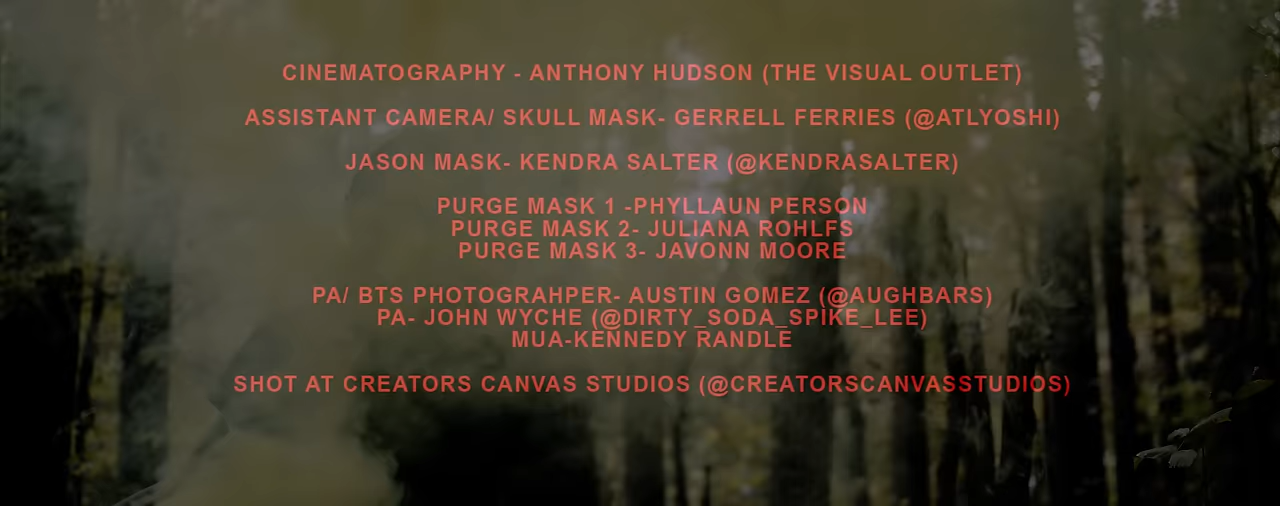 CINEMATOGRAPHY - ANTHONY HUDSON (THE VISUAL OUTLET)
ASSISTANT CAMERA/ SKULL MASK- GERRELL FERRIES (@ATLYOSHI)
JASON MASK- KENDRA SALTER (@KENDRASALTER)
PURGE MASK 1 -PHYLLAUN PERSON
PURGE MASK 2- JULIANA ROHLFS
PURGE MASK 3- JAVONN MOORE
PA/ BTS PHOTOGRAHPER- AUSTIN GOMEZ (@AUGHBARS)
PA- JOHN WYCHE (@DIRTY_SODA_SPIKE_LEE)
MUA-KENNEDY RANDLE
SHOT AT CREATORS CANVAS STUDIOS (@CREATORSCANVASSTUDIOS)